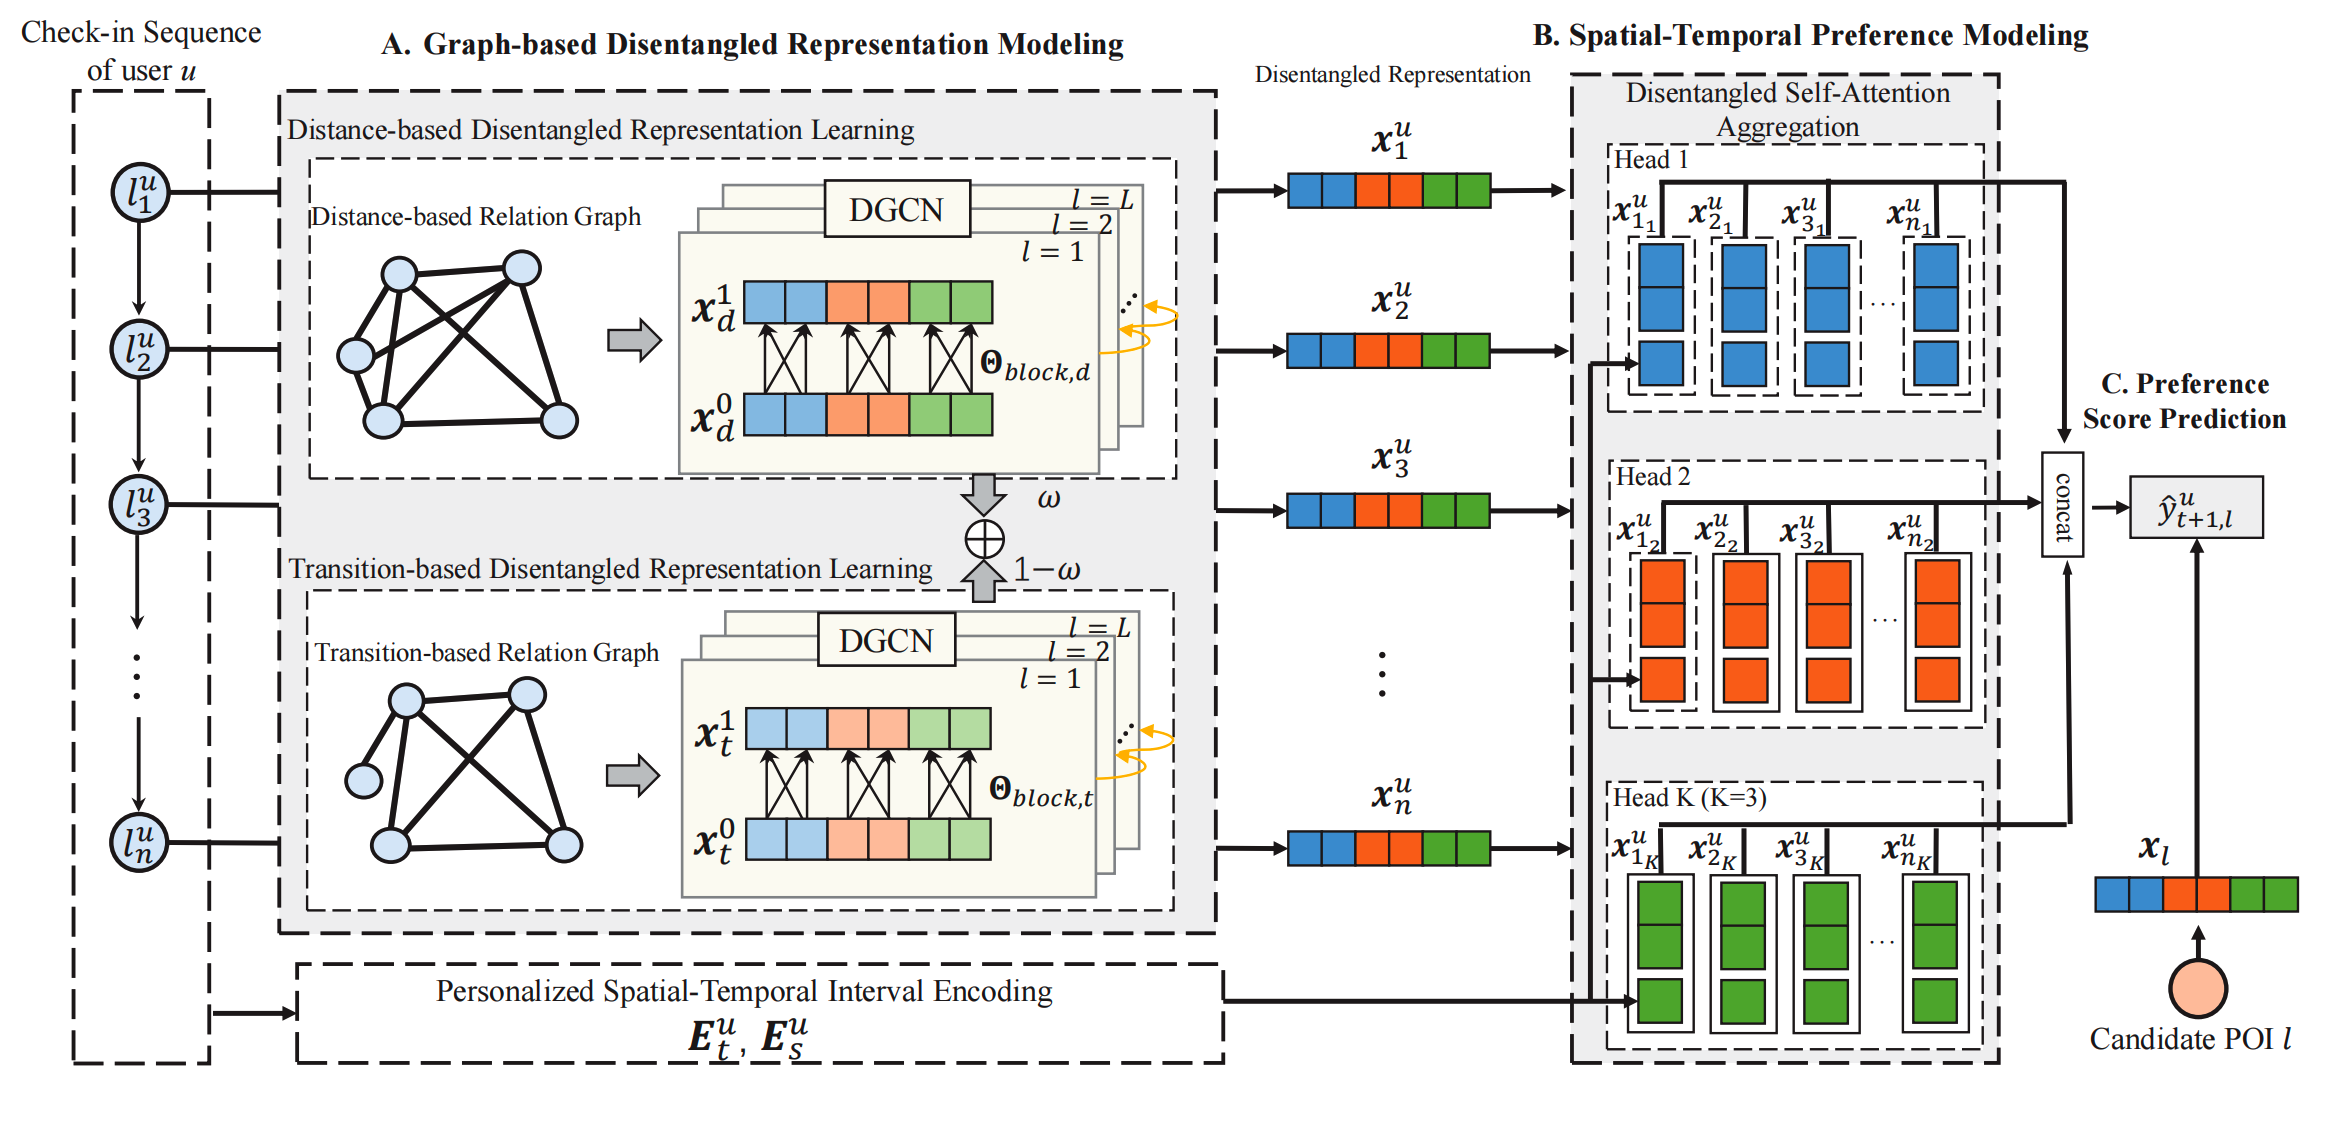 Check-in Sequence
of user u
l_1^u
l_2^u
l_3^u
l_n^u
A. Graph-based Disentangled Representation Modeling
Distance-based Disentangled Representation Learning
Distance-based Relation Graph
DGCN
l = L
l = 2
l = 1
x_d^1
Θ_{block,d}
x_d^0
ω
1−ω
Transition-based Disentangled Representation Learning
Transition-based Relation Graph
DGCN
l = L
l = 2
l = 1
x_t^1
Θ_{block,t}
x_t^0
Personalized Spatial-Temporal Interval Encoding
E_t^u, E_s^u
Disentangled Representation
x_1^u
x_2^u
x_3^u
x_n^u
B. Spatial-Temporal Preference Modeling
Disentangled Self-Attention
Aggregation
Head 1
x_{1_1}^u x_{2_1}^u x_{3_1}^u x_{n_1}^u
...
Head 2
x_{1_2}^u x_{2_2}^u x_{3_2}^u x_{n_2}^u
...
Head K (K=3)
x_{1_K}^u x_{2_K}^u x_{3_K}^u x_{n_K}^u
...
C. Preference
Score Prediction
concat
ŷ_{t+1,l}^u
x_l
Candidate POI l